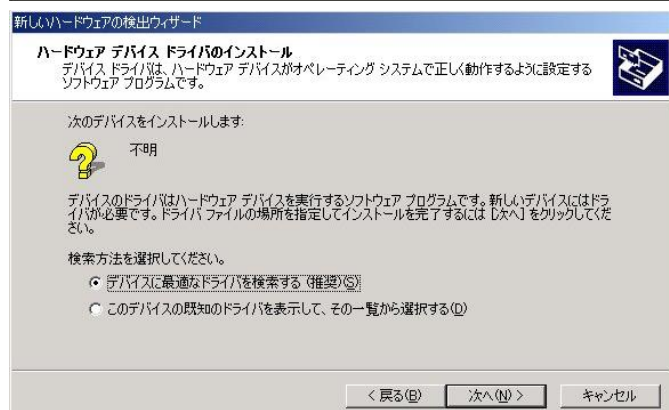 新しいハードウェアの検出ウィザード
ハードウェア デバイス ドライバのインストール
デバイス ドライバは、ハードウェア デバイスがオペレーティング システムで正しく動作するように設定する
ソフトウェア プログラムです。
次のデバイスをインストールします:
不明
デバイスのドライバはハードウェア デバイスを実行するソフトウェア プログラムです。新しいデバイスにはドラ
イバが必要です。ドライバ ファイルの場所を指定してインストールを完了するには [次へ] をクリックしてくだ
さい。
検索方法を選択してください。
デバイスに最適なドライバを検索する (推奨)(S)
このデバイスの既知のドライバを表示して、その一覧から選択する(D)
< 戻る(B)
次へ(N) >
キャンセル